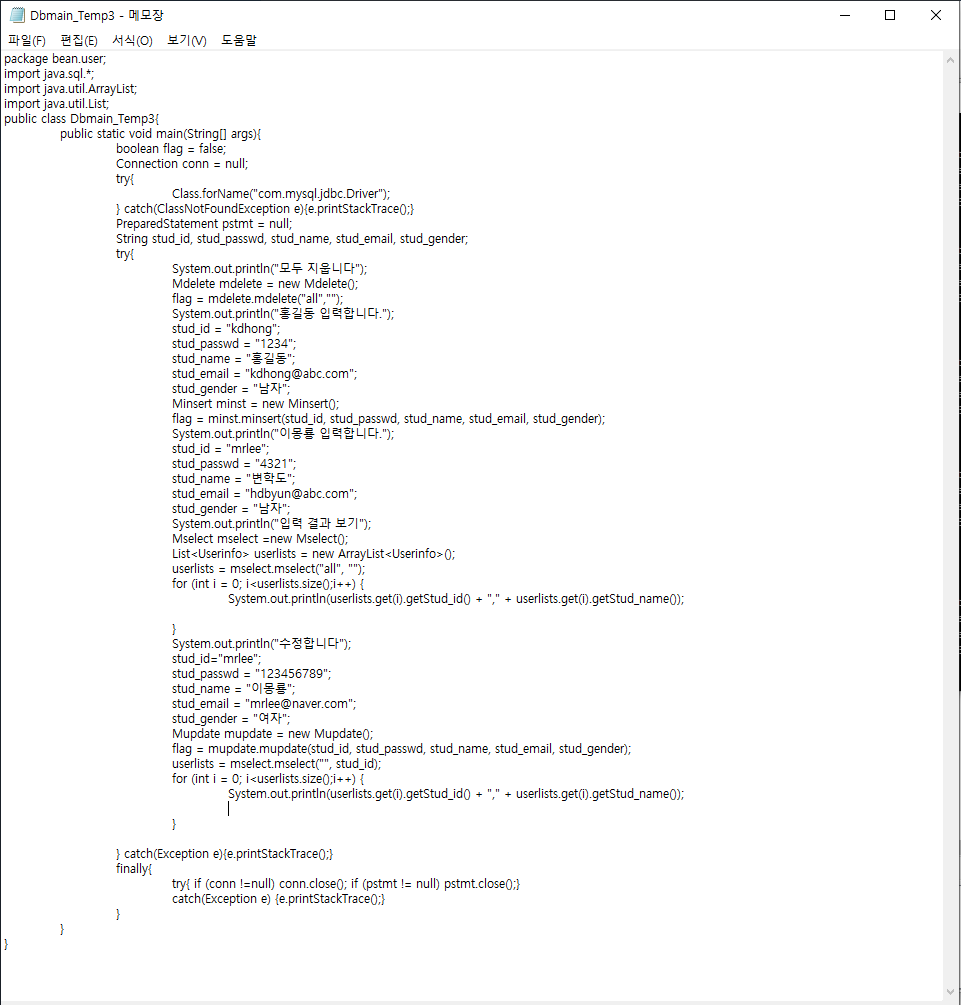 Dbmain_Temp3 - 메모장
파일(F) 편집(E) 서식(O) 보기(V) 도움말
package bean.user;
import java.sql.*;
import java.util.ArrayList;
import java.util.List;
public class Dbmain_Temp3{
public static void main(String[] args){
boolean flag = false;
Connection conn = null;
try{
Class.forName("com.mysql.jdbc.Driver");
} catch(ClassNotFoundException e){e.printStackTrace();}
PreparedStatement pstmt = null;
String stud_id, stud_passwd, stud_name, stud_email, stud_gender;
try{
System.out.println("모두 지웁니다");
Mdelete mdelete = new Mdelete();
flag = mdelete.mdelete("all","");
System.out.println("홍길동 입력합니다.");
stud_id = "kdhong";
stud_passwd = "1234";
stud_name = "홍길동";
stud_email = "kdhong@abc.com";
stud_gender = "남자";
Minsert minst = new Minsert();
flag = minst.minsert(stud_id, stud_passwd, stud_name, stud_email, stud_gender);
System.out.println("이몽룡 입력합니다.");
stud_id = "mrlee";
stud_passwd = "4321";
stud_name = "변학도";
stud_email = "hdbyun@abc.com";
stud_gender = "남자";
System.out.println("입력 결과 보기");
Mselect mselect =new Mselect();
List<Userinfo> userlists = new ArrayList<Userinfo>();
userlists = mselect.mselect("all", "");
for (int i = 0; i<userlists.size();i++) {
System.out.println(userlists.get(i).getStud_id() + "," + userlists.get(i).getStud_name());
}
System.out.println("수정합니다");
stud_id="mrlee";
stud_passwd = "123456789";
stud_name = "이몽룡";
stud_email = "mrlee@naver.com";
stud_gender = "여자";
Mupdate mupdate = new Mupdate();
flag = mupdate.mupdate(stud_id, stud_passwd, stud_name, stud_email, stud_gender);
userlists = mselect.mselect("", stud_id);
for (int i = 0; i<userlists.size();i++) {
System.out.println(userlists.get(i).getStud_id() + "," + userlists.get(i).getStud_name());
}
} catch(Exception e){e.printStackTrace();}
finally{
try{ if (conn !=null) conn.close(); if (pstmt != null) pstmt.close();}
catch(Exception e) {e.printStackTrace();}
}
}
}